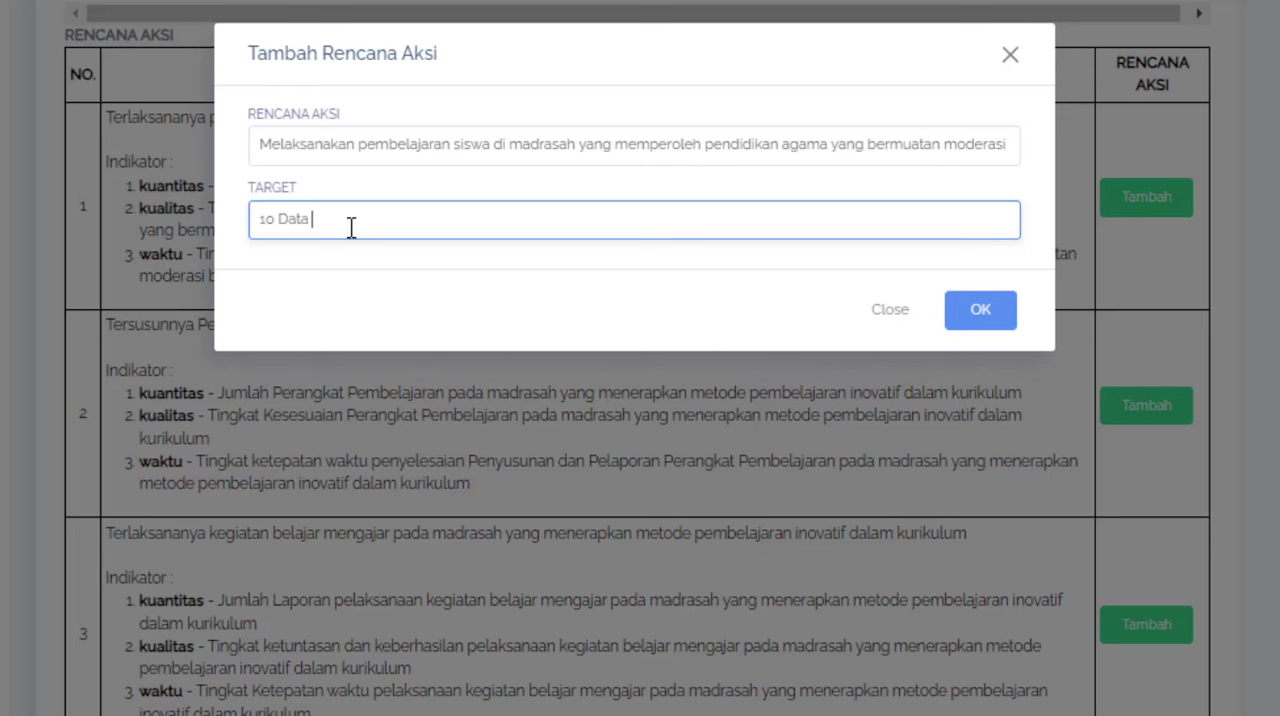 RENCANA AKSI
Tambah Rencana Aksi
RENCANA AKSI
Melaksanakan pembelajaran siswa di madrasah yang memperoleh pendidikan agama yang bermuatan moderasi
TARGET
10 Data
Close
OK
NO.
RENCANA
AKSI
1
Terlaksananya
Indikator :
1. kuantitas -
2. kualitas -
yang
3. waktu -
moderasi
Tambah
2
Tersusunnya
Indikator :
1. kuantitas - Jumlah Perangkat Pembelajaran pada madrasah yang menerapkan metode pembelajaran inovatif dalam kurikulum
2. kualitas - Tingkat Kesesuaian Perangkat Pembelajaran pada madrasah yang menerapkan metode pembelajaran inovatif dalam
kurikulum
3. waktu - Tingkat ketepatan waktu penyelesaian Penyusunan dan Pelaporan Perangkat Pembelajaran pada madrasah yang menerapkan
metode pembelajaran inovatif dalam kurikulum
Tambah
3
Terlaksananya kegiatan belajar mengajar pada madrasah yang menerapkan metode pembelajaran inovatif dalam kurikulum
Indikator :
1. kuantitas - Jumlah Laporan pelaksanaan kegiatan belajar mengajar pada madrasah yang menerapkan metode pembelajaran inovatif
dalam kurikulum
2. kualitas - Tingkat ketuntasan dan keberhasilan pelaksanaan kegiatan belajar mengajar pada madrasah yang menerapkan metode
pembelajaran inovatif dalam kurikulum
3. waktu - Tingkat Ketepatan waktu pelaksanaan kegiatan belajar mengajar pada madrasah yang menerapkan metode pembelajaran
inovatif dalam kurikulum
Tambah